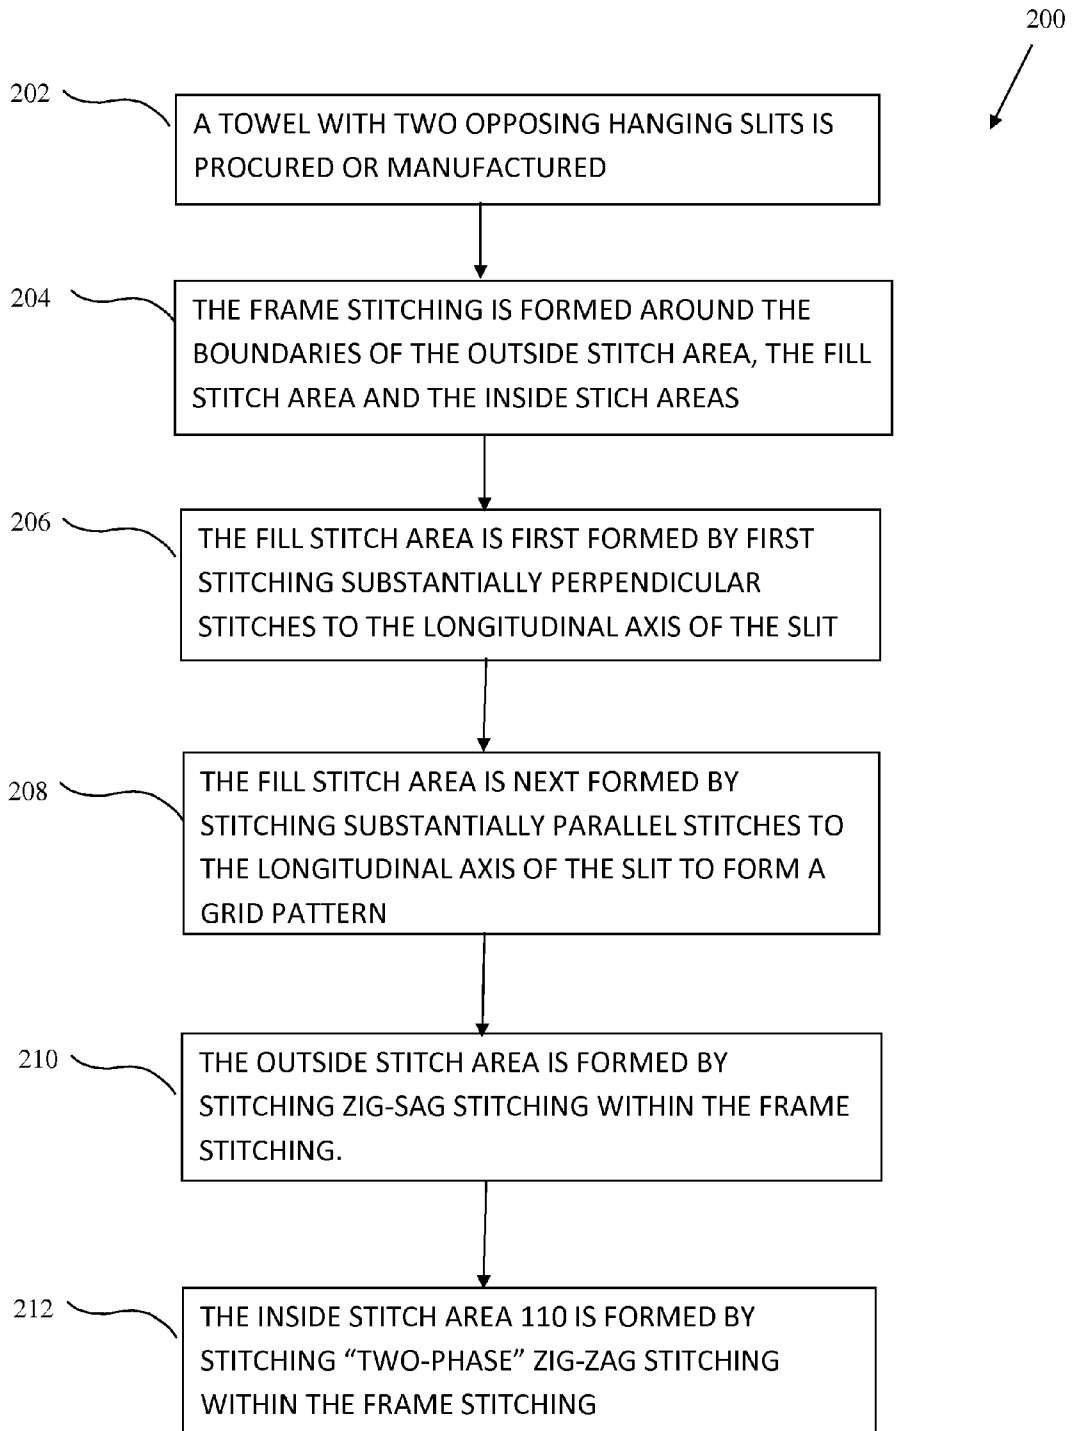 200
202
A TOWEL WITH TWO OPPOSING HANGING SLITS IS
PROCURED OR MANUFACTURED
204
THE FRAME STITCHING IS FORMED AROUND THE
BOUNDARIES OF THE OUTSIDE STITCH AREA, THE FILL
STITCH AREA AND THE INSIDE STICH AREAS
206
THE FILL STITCH AREA IS FIRST FORMED BY FIRST
STITCHING SUBSTANTIALLY PERPENDICULAR
STITCHES TO THE LONGITUDINAL AXIS OF THE SLIT
208
THE FILL STITCH AREA IS NEXT FORMED BY
STITCHING SUBSTANTIALLY PARALLEL STITCHES TO
THE LONGITUDINAL AXIS OF THE SLIT TO FORM A
GRID PATTERN
210
THE OUTSIDE STITCH AREA IS FORMED BY
STITCHING ZIG-SAG STITCHING WITHIN THE FRAME
STITCHING.
212
THE INSIDE STITCH AREA 110 IS FORMED BY
STITCHING “TWO-PHASE” ZIG-ZAG STITCHING
WITHIN THE FRAME STITCHING